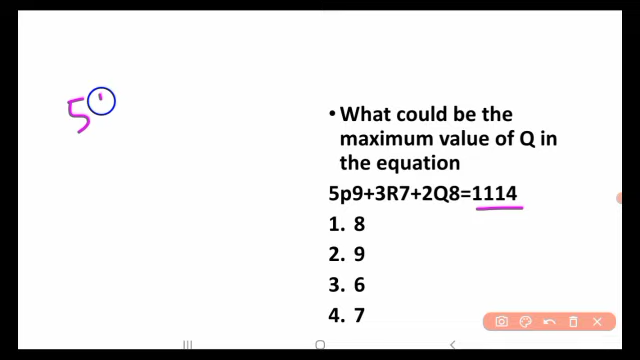 5
• What could be the
maximum value of Q in
the equation
5p9+3R7+2Q8=1114
1. 8
2. 9
3. 6
4. 7